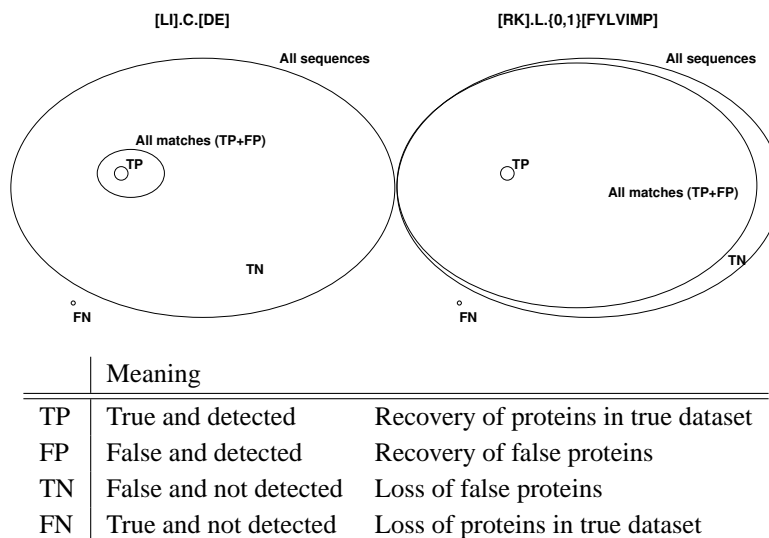 [LI].C.[DE]
[RK].L.{0,1}[FYLVIMP]
All sequences
All sequences
All matches (TP+FP)
TP
TP
All matches (TP+FP)
TN
TN
FN
FN
Meaning
TP True and detected Recovery of proteins in true dataset
FP False and detected Recovery of false proteins
TN False and not detected Loss of false proteins
FN True and not detected Loss of proteins in true dataset